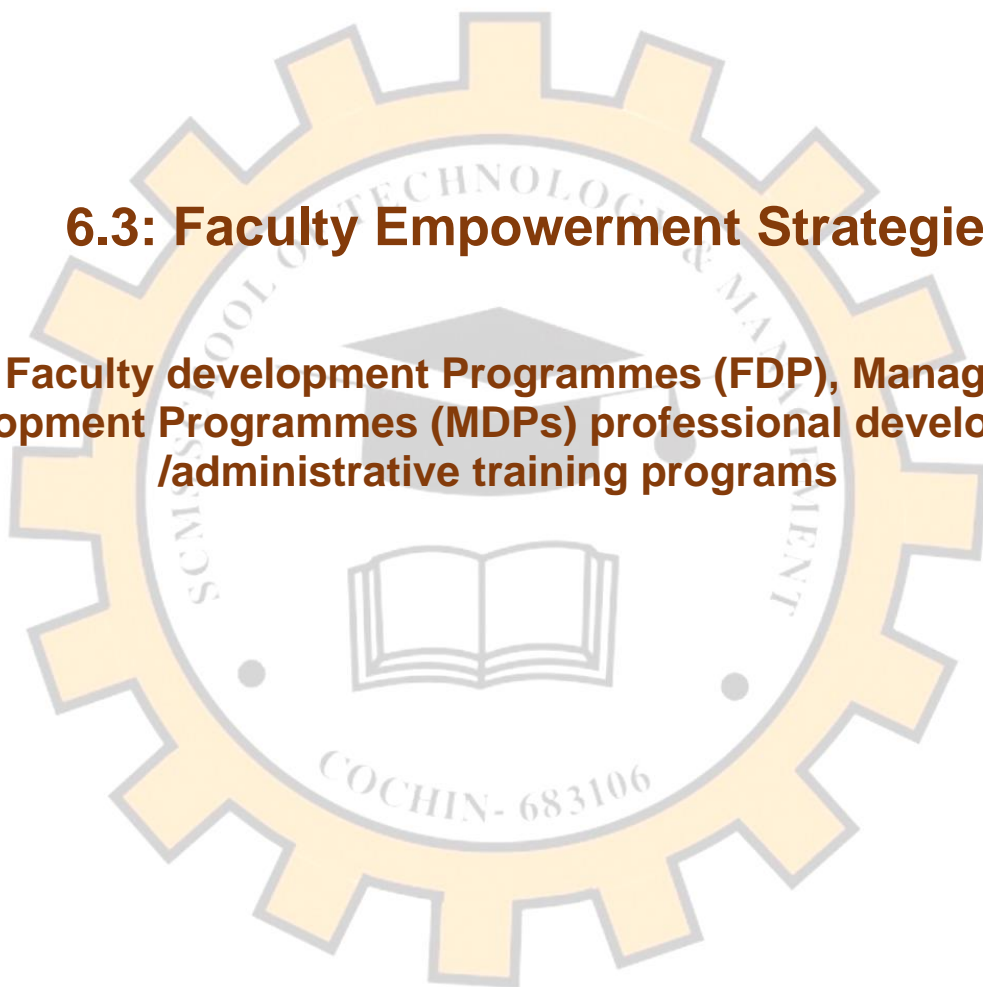 6.3: Faculty Empowerment Strategie
Faculty development Programmes (FDP), Manag
opment Programmes (MDPs) professional develo
/administrative training programs
SCMS SCHOOL OF TECHNOLOGY & MANAGEMENT
COCHIN- 683106